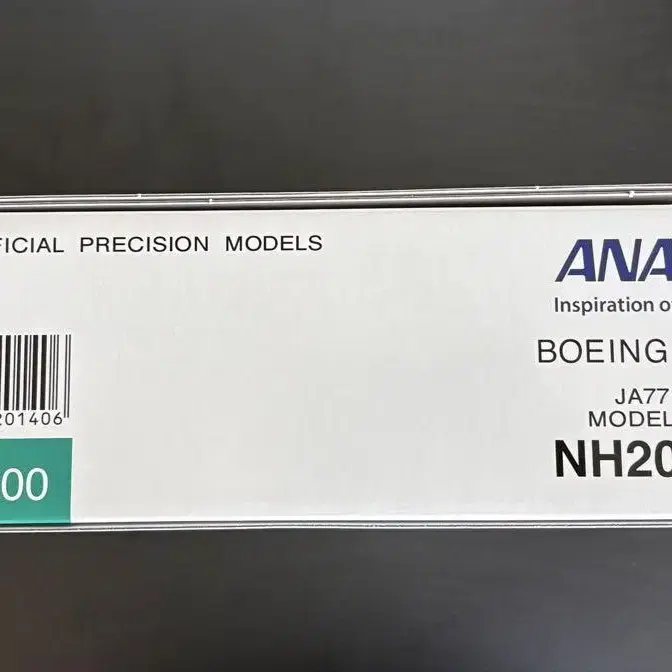 FICIAL PRECISION MODELS
201406
00
ANA
Inspiration o
BOEING
JA77
MODEL
NH20